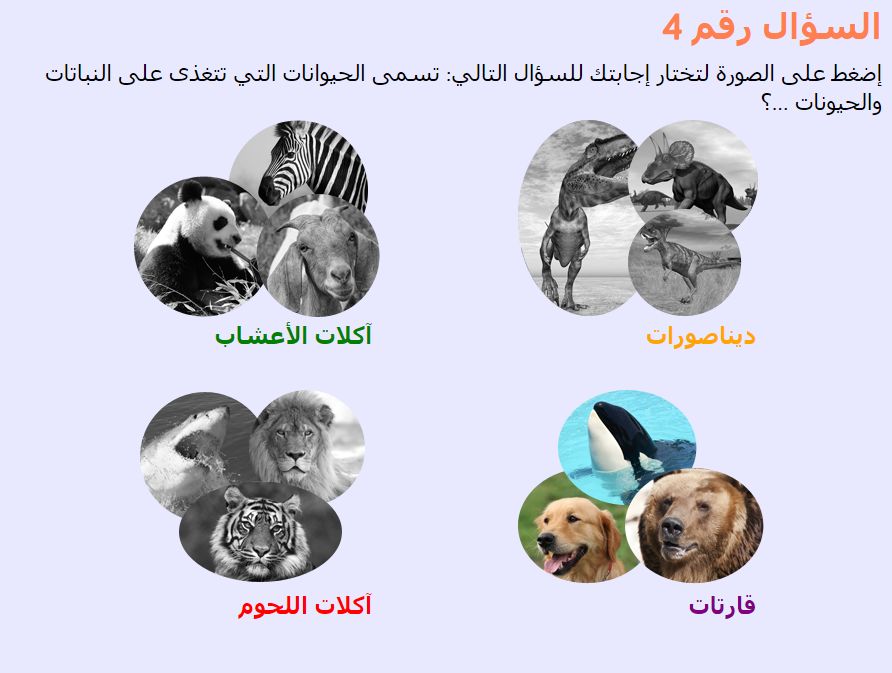 السؤال رقم 4
إضغط على الصورة لتختار إجابتك للسؤال التالي: تسمى الحيوانات التي تتغذى على النباتات
والحيونات ...؟
ديناصورات
آكلات الأعشاب
قارتات
آكلات اللحوم